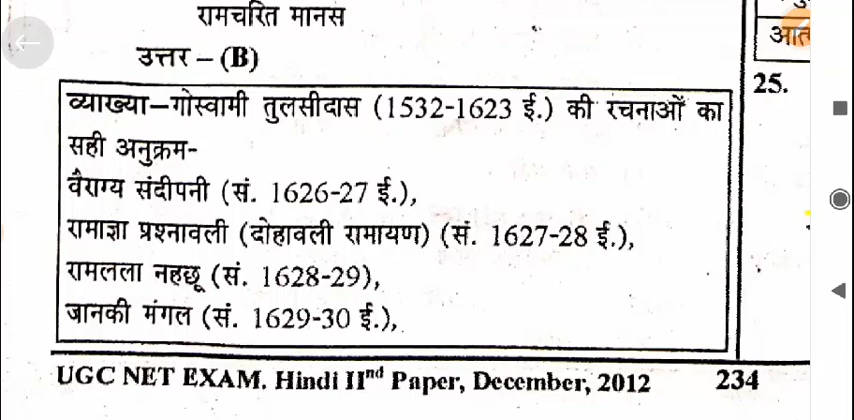 रामचरित मानस
उत्तर – (B)
व्याख्या–गोस्वामी तुलसीदास (1532-1623 ई.) की रचनाओं का
सही अनुक्रम-
वैराग्य संदीपनी (सं. 1626-27 ई.),
रामाज्ञा प्रश्नावली (दोहावली रामायण) (सं. 1627-28 ई.),
रामलला नहछू (सं. 1628-29),
जानकी मंगल (सं. 1629-30 ई.),
UGC NET EXAM. Hindi IInd Paper, December, 2012 234
25.